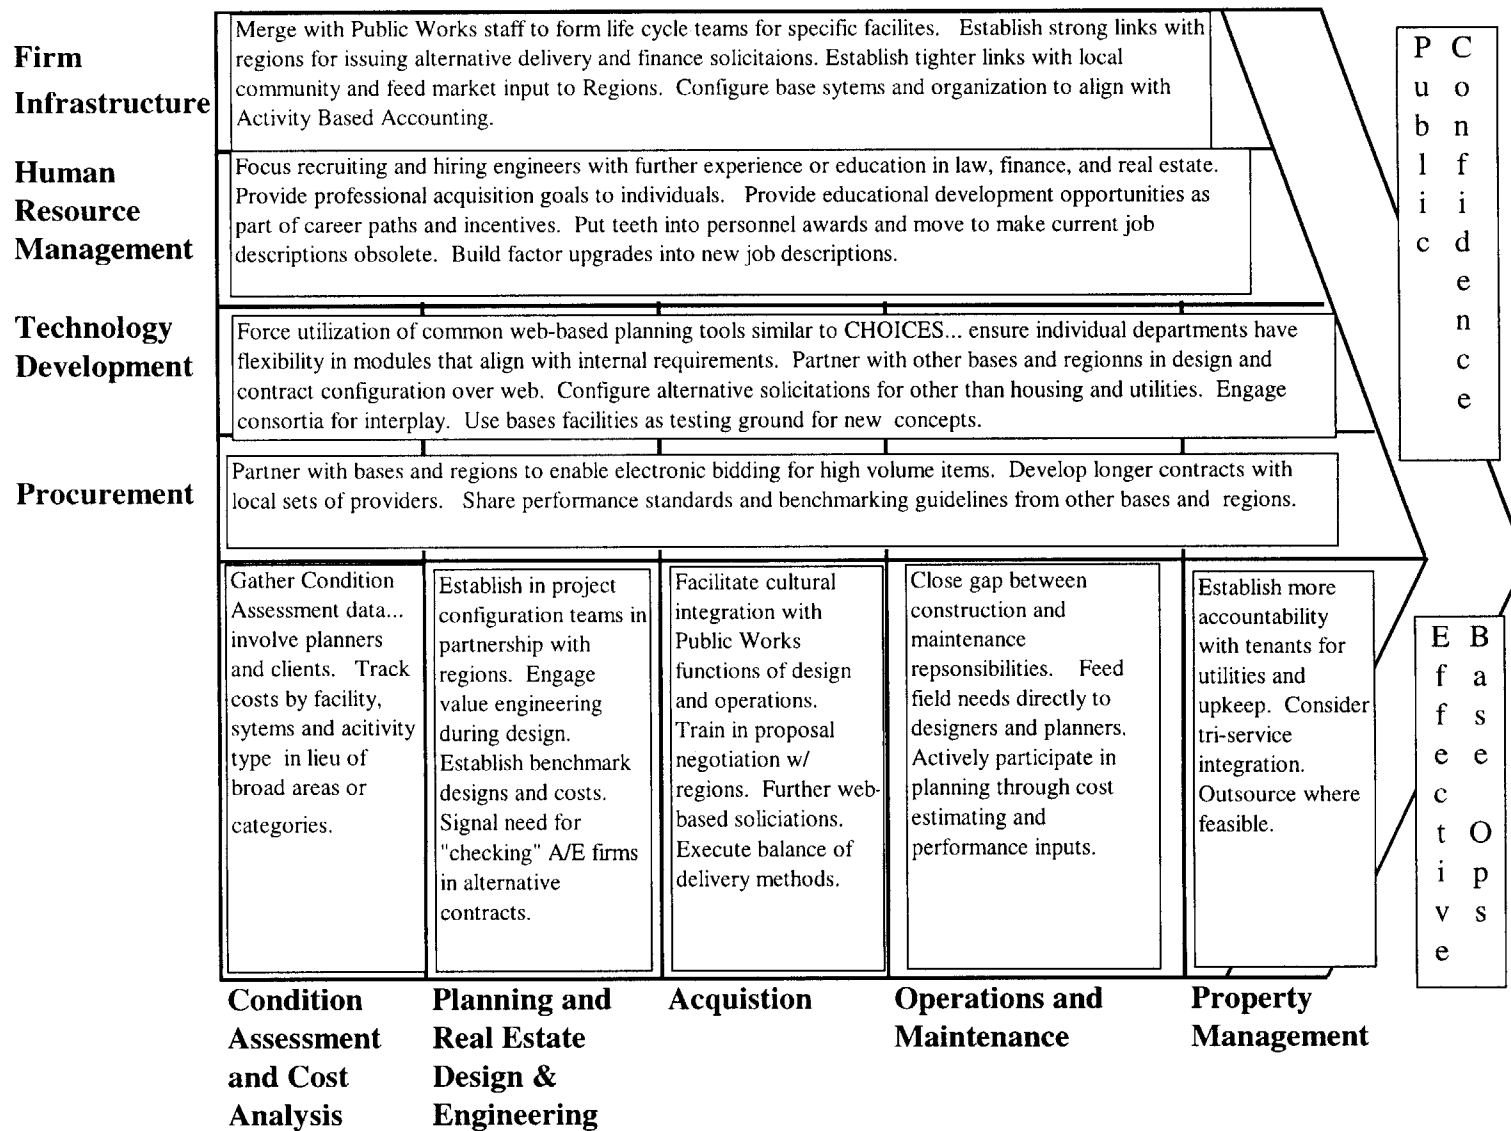 Firm
Infrastructure
Merge with Public Works staff to form life cycle teams for specific facilites. Establish strong links with
regions for issuing alternative delivery and finance solicitaions. Establish tighter links with local
community and feed market input to Regions. Configure base sytems and organization to align with
Activity Based Accounting.
Human
Resource
Management
Focus recruiting and hiring engineers with further experience or education in law, finance, and real estate.
Provide professional acquisition goals to individuals. Provide educational development opportunities as
part of career paths and incentives. Put teeth into personnel awards and move to make current job
descriptions obsolete. Build factor upgrades into new job descriptions.
Technology
Development
Force utilization of common web-based planning tools similar to CHOICES... ensure individual departments have
flexibility in modules that align with internal requirements. Partner with other bases and regionns in design and
contract configuration over web. Configure alternative solicitations for other than housing and utilities. Engage
consortia for interplay. Use bases facilities as testing ground for new concepts.
Procurement
Partner with bases and regions to enable electronic bidding for high volume items. Develop longer contracts with
local sets of providers. Share performance standards and benchmarking guidelines from other bases and regions.
Gather Condition
Assessment data...
involve planners
and clients. Track
costs by facility,
sytems and acitivity
type in lieu of
broad areas or
categories.
Establish in project
configuration teams in
partnership with
regions. Engage
value engineering
during design.
Establish benchmark
designs and costs.
Signal need for
"checking" A/E firms
in alternative
contracts.
Facilitate cultural
integration with
Public Works
functions of design
and operations.
Train in proposal
negotiation w/
regions. Further web-
based soliciations.
Execute balance of
delivery methods.
Close gap between
construction and
maintenance
repsonsibilities. Feed
field needs directly to
designers and planners.
Actively participate in
planning through cost
estimating and
performance inputs.
Establish more
accountability
with tenants for
utilities and
upkeep. Consider
tri-service
integration.
Outsource where
feasible.
Condition
Assessment
and Cost
Analysis
Planning and
Real Estate
Design &
Engineering
Acquistion
Operations and
Maintenance
Property
Management
Public
Confidence
Effective
Base Ops